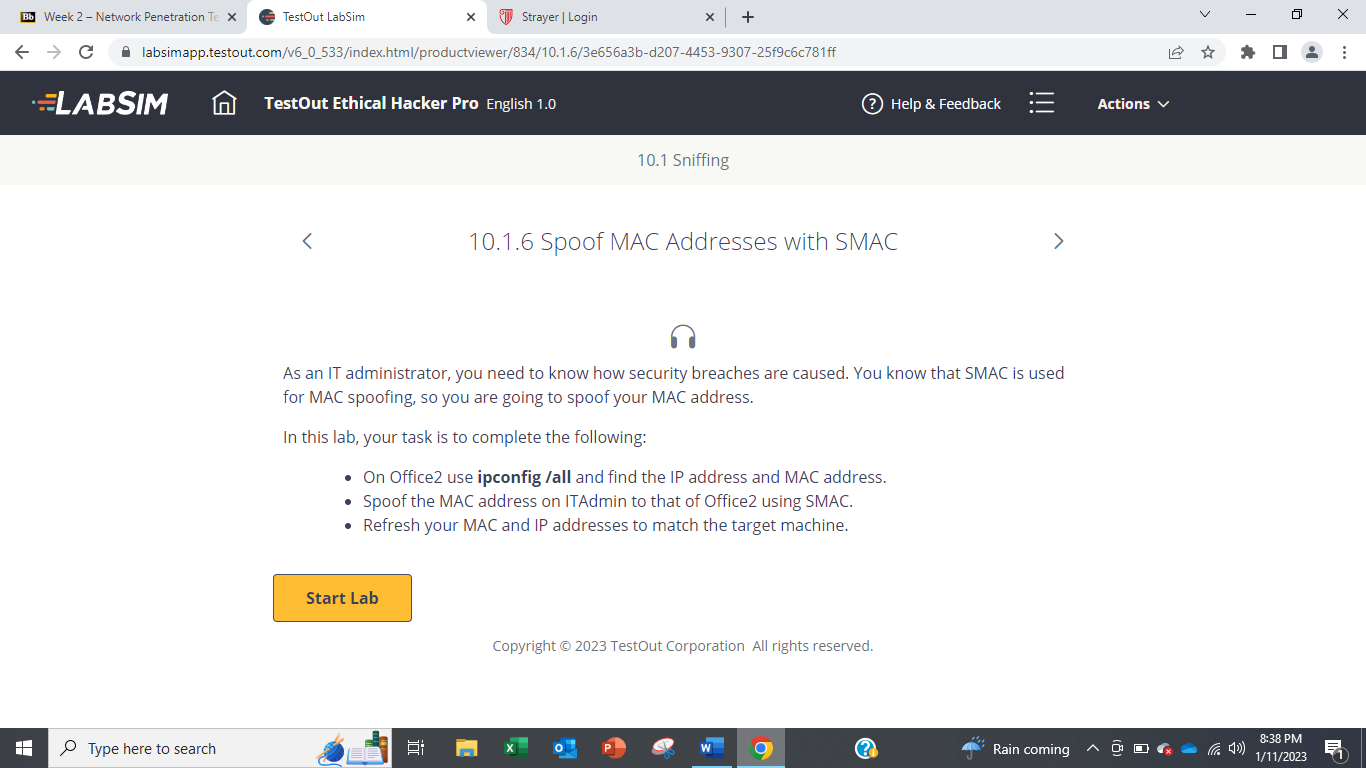 Bb Week 2 – Network Penetration Te
TestOut LabSim
Strayer | Login
labsimapp.testout.com/v6_0_533/index.html/productviewer/834/10.1.6/3e656a3b-d207-4453-9307-25f9c6c781ff
LABSIM TestOut Ethical Hacker Pro English 1.0 ? Help & Feedback Actions
10.1 Sniffing
10.1.6 Spoof MAC Addresses with SMAC
As an IT administrator, you need to know how security breaches are caused. You know that SMAC is used
for MAC spoofing, so you are going to spoof your MAC address.
In this lab, your task is to complete the following:
• On Office2 use ipconfig /all and find the IP address and MAC address.
• Spoof the MAC address on ITAdmin to that of Office2 using SMAC.
• Refresh your MAC and IP addresses to match the target machine.
Start Lab
Copyright © 2023 TestOut Corporation All rights reserved.
Type here to search
Rain coming
8:38 PM
1/11/2023
1